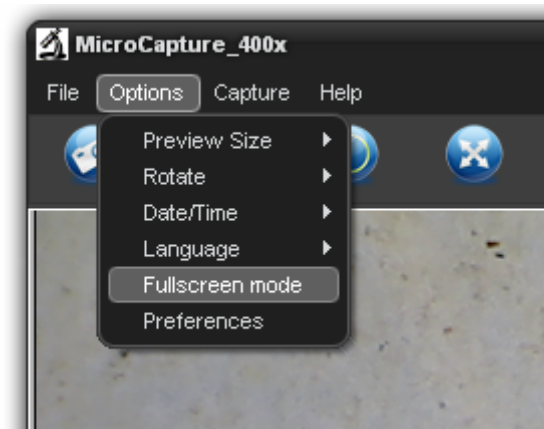 MicroCapture_400x
File Options Capture Help
Preview Size
Rotate
Date/Time
Language
Fullscreen mode
Preferences